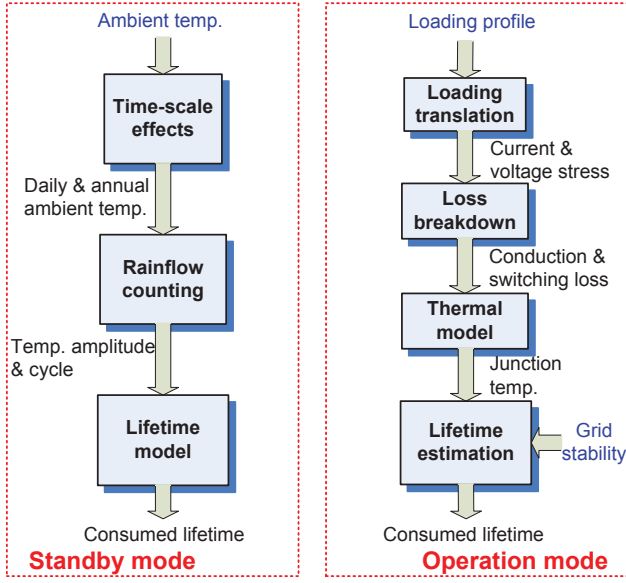 Ambient temp.
Time-scale
effects
Daily & annual
ambient temp.
Rainflow
counting
Temp. amplitude
& cycle
Lifetime
model
Consumed lifetime
Standby mode
Loading profile
Loading
translation
Current &
voltage stress
Loss
breakdown
Conduction &
switching loss
Thermal
model
Junction
temp.
Lifetime
estimation
Grid
stability
Consumed lifetime
Operation mode